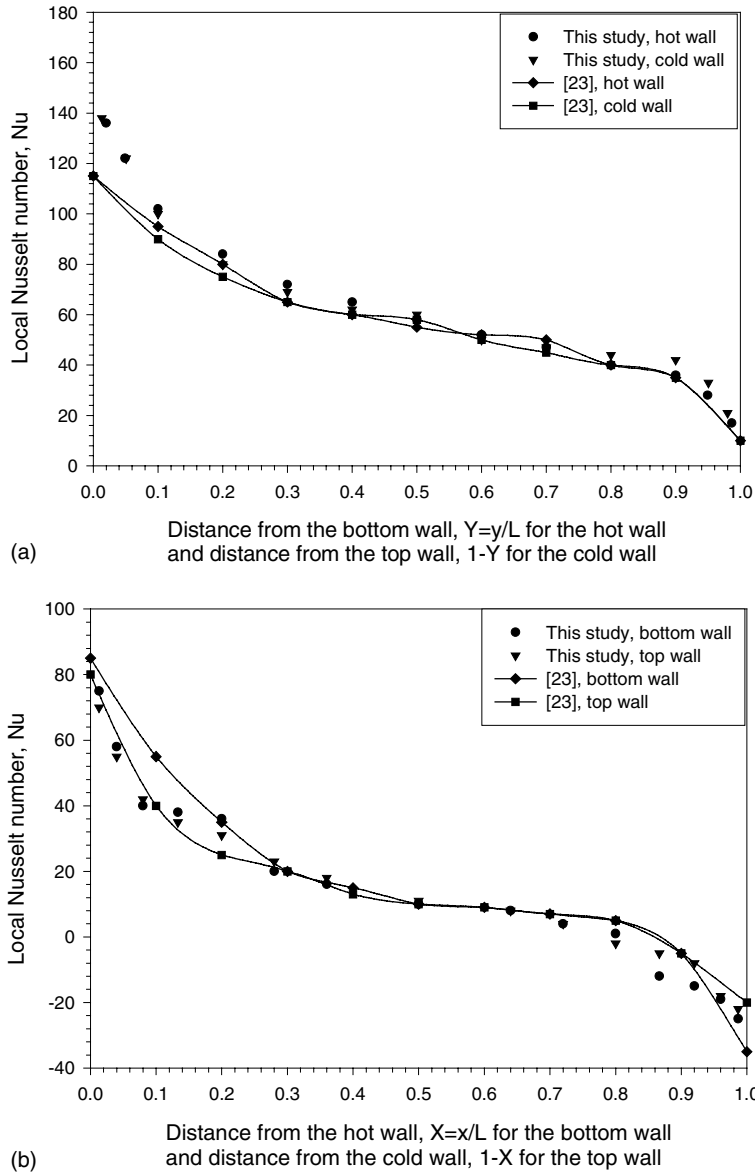 180
160
140
120
100
80
60
40
20
0
Local Nusselt number, Nu
This study, hot wall
This study, cold wall
[23], hot wall
[23], cold wall
0.0 0.1 0.2 0.3 0.4 0.5 0.6 0.7 0.8 0.9 1.0
Distance from the bottom wall, Y=y/L for the hot wall
and distance from the top wall, 1-Y for the cold wall
(a)
100
80
60
40
20
0
-20
-40
Local Nusselt number, Nu
This study, bottom wall
This study, top wall
[23], bottom wall
[23], top wall
0.0 0.1 0.2 0.3 0.4 0.5 0.6 0.7 0.8 0.9 1.0
Distance from the hot wall, X=x/L for the bottom wall
and distance from the cold wall, 1-X for the top wall
(b)